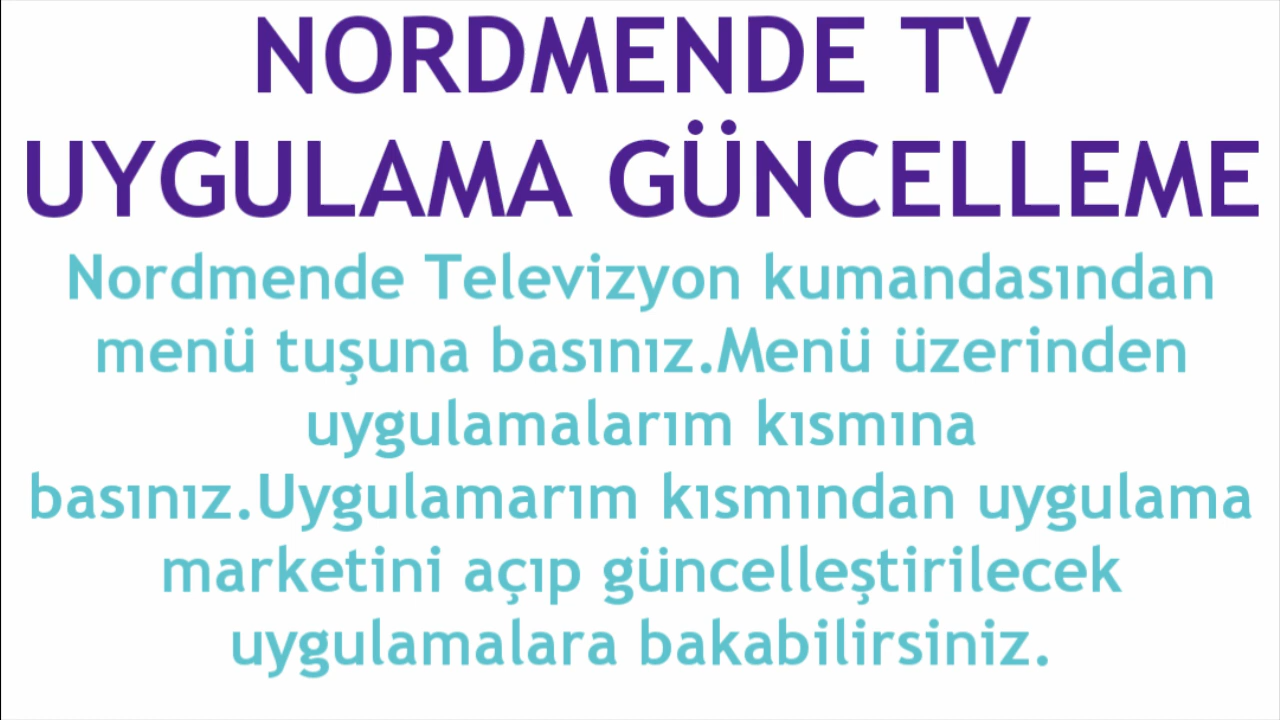 NORDMENDE TV
UYGULAMA GÜNCELLEME
Nordmende Televizyon kumandasından
menü tuşuna basınız.Menü üzerinden
uygulamalarım kısmına
basınız.Uygulamarım kısmından uygulama
marketini açıp güncelleştirilecek
uygulamalara bakabilirsiniz.